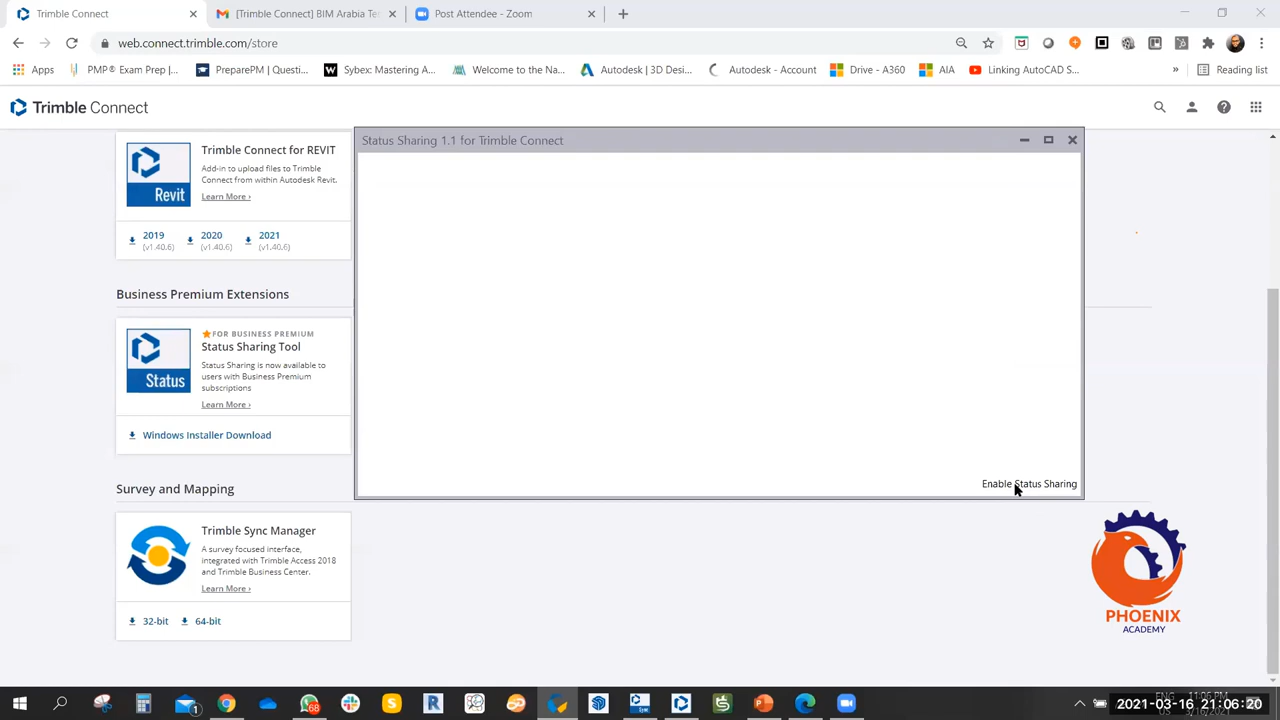 Trimble Connect
[Trimble Connect] BIM Arabia Te
Post Attendee - Zoom
web.connect.trimble.com/store
Apps
PMP® Exam Prep |...
PreparePM | Questi...
Sybex: Mastering A...
Welcome to the Na...
Autodesk | 3D Desi...
Autodesk - Account
Drive - A360
AIA
Linking AutoCAD S...
»
Reading list
Trimble Connect
Status Sharing 1.1 for Trimble Connect
Revit
Trimble Connect for REVIT
Add-in to upload files to Trimble
Connect from within Autodesk Revit.
Learn More ›
2019
(v1.40.6)
2020
(v1.40.6)
2021
(v1.40.6)
Business Premium Extensions
Status
FOR BUSINESS PREMIUM
Status Sharing Tool
Status Sharing is now available to
users with Business Premium
subscriptions
Learn More ›
Windows Installer Download
Enable Status Sharing
Survey and Mapping
Trimble Sync Manager
A survey focused interface,
integrated with Trimble Access 2018
and Trimble Business Center.
Learn More ›
32-bit
64-bit
PHOENIX
ACADEMY
1
68
2021-03-16 21:06:20